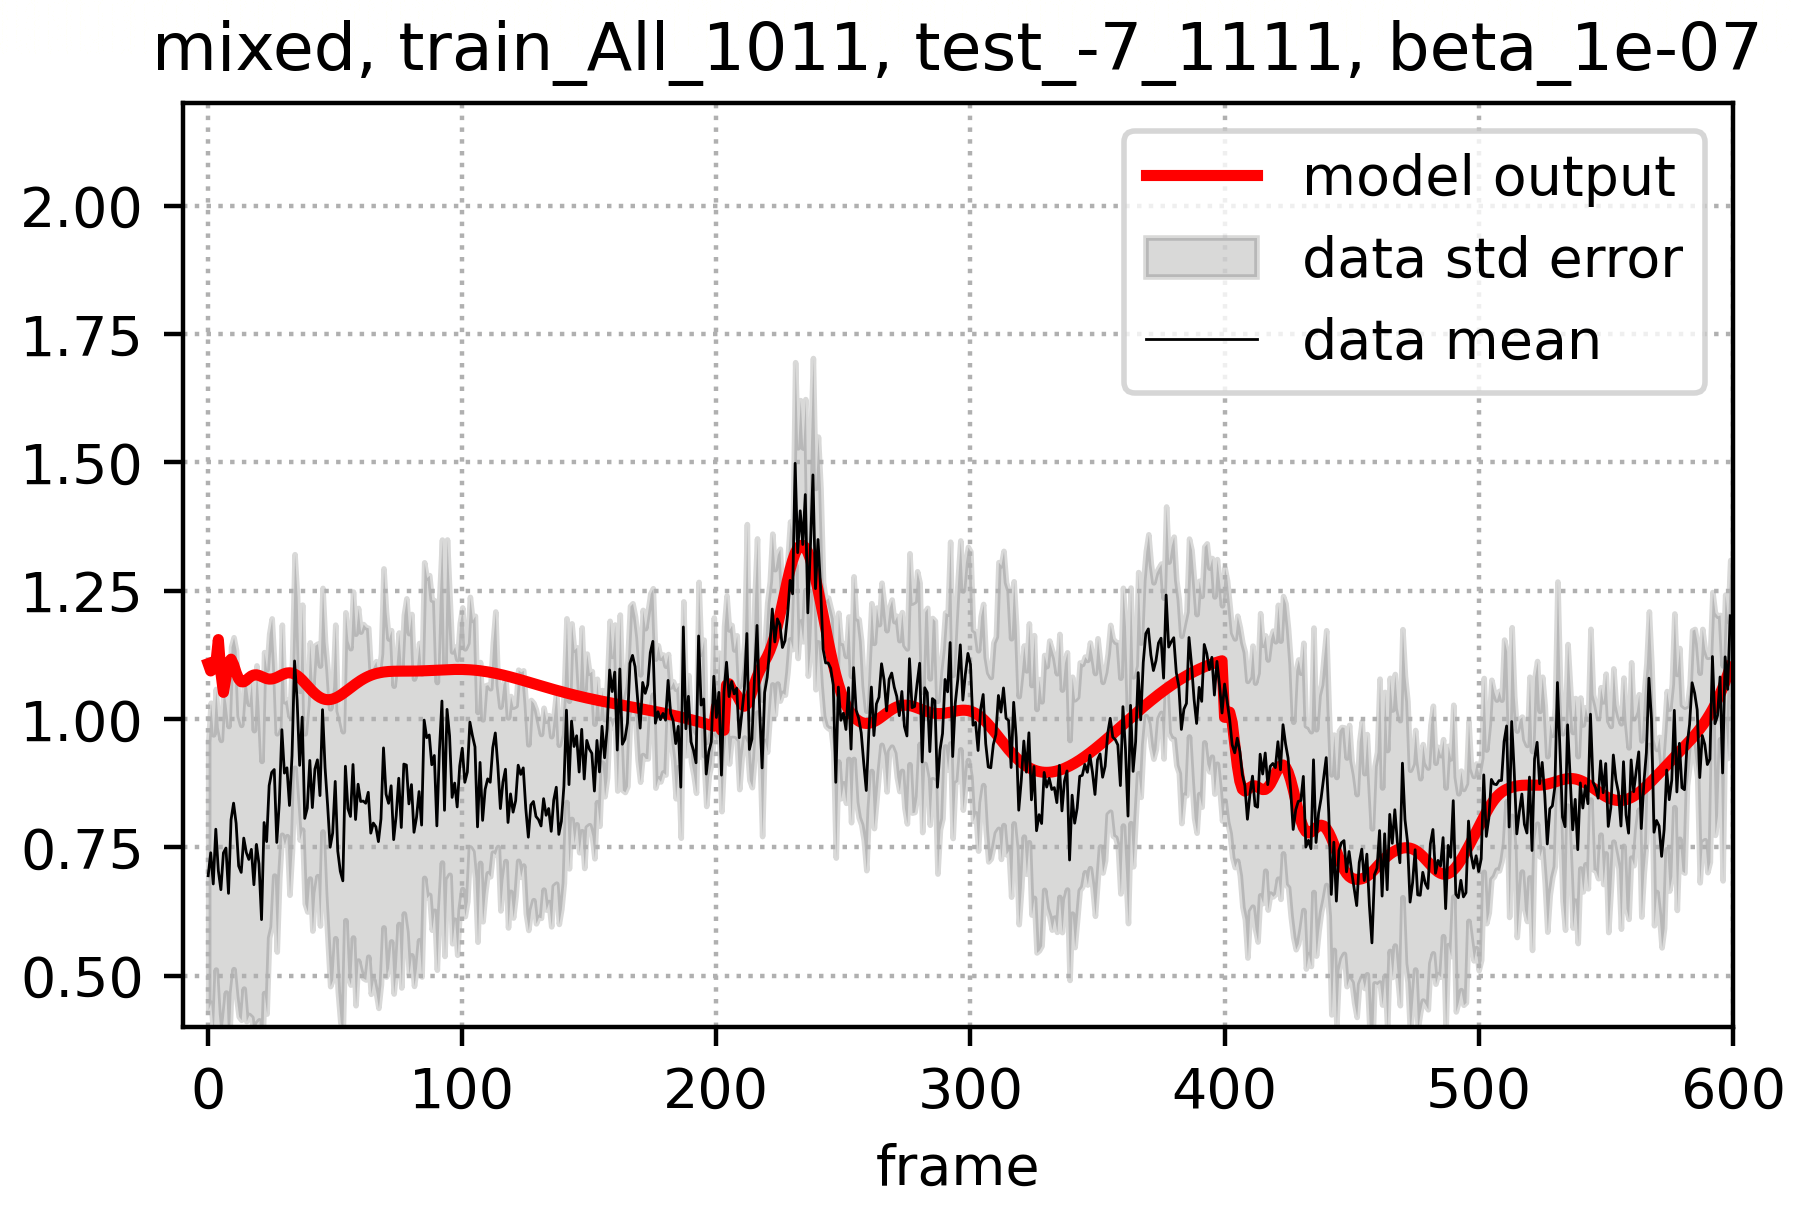 mixed, train_All_1011, test_-7_1111, beta_1e-07
model output
data std error
data mean
2.00
1.75
1.50
1.25
1.00
0.75
0.50
0 100 200 300 400 500 600
frame